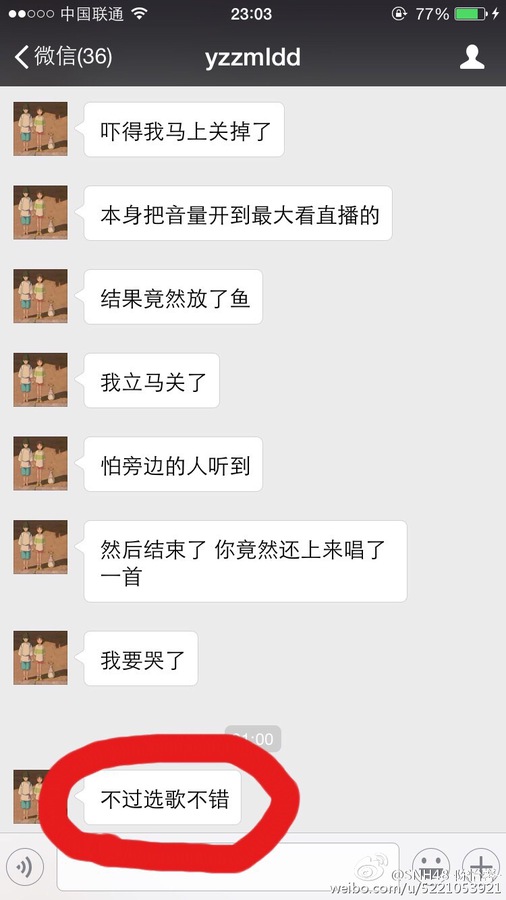 中国联通
23:03
77%
微信(36)
yzzmldd
吓得我马上关掉了
本身把音量开到最大看直播的
结果竟然放了鱼
我立马关了
怕旁边的人听到
然后结束了 你竟然还上来唱了
一首
我要哭了
不过选歌不错
@SNH48
weibo.com/u/5221053921